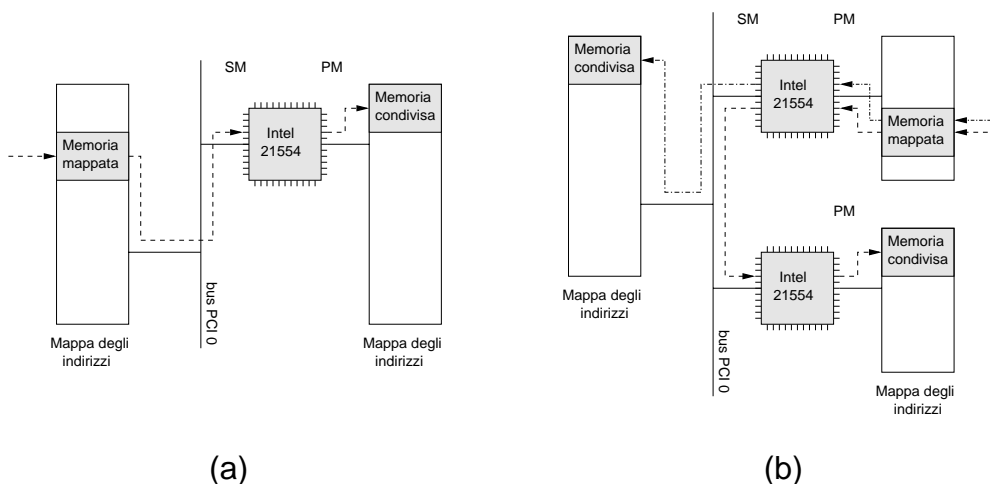 SM
PM
Memoria
mappata
Intel
21554
Memoria
condivisa
bus PCI 0
Mappa degli
indirizzi
Mappa degli
indirizzi
(a)
SM
PM
Memoria
condivisa
Intel
21554
Memoria
mappata
PM
Mappa degli
indirizzi
Intel
21554
Memoria
condivisa
bus PCI 0
Mappa degli
indirizzi
(b)